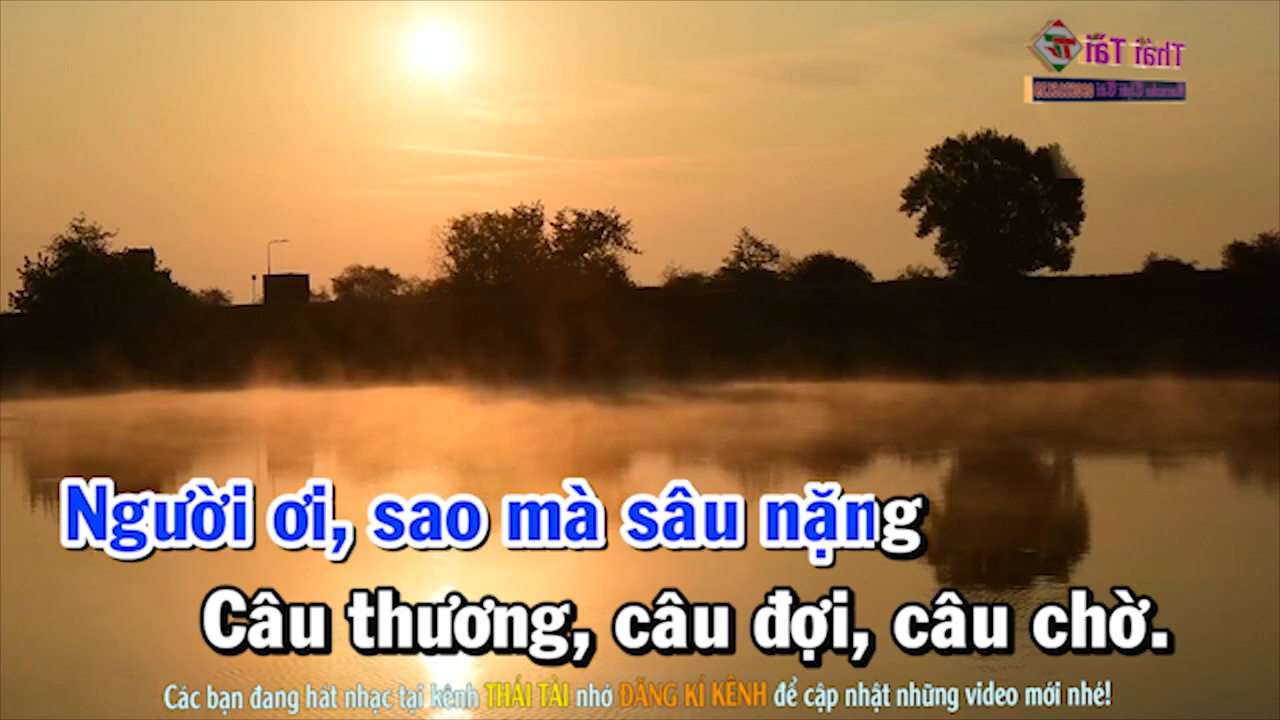 Thái Tài
Người ơi, sao mà sâu nặng
Câu thương, câu đợi, câu chờ.
Các bạn đang hát nhạc tại kênh THÁI TÀI nhớ ĐĂNG KÍ KÊNH để cập nhật những video mới nhé!